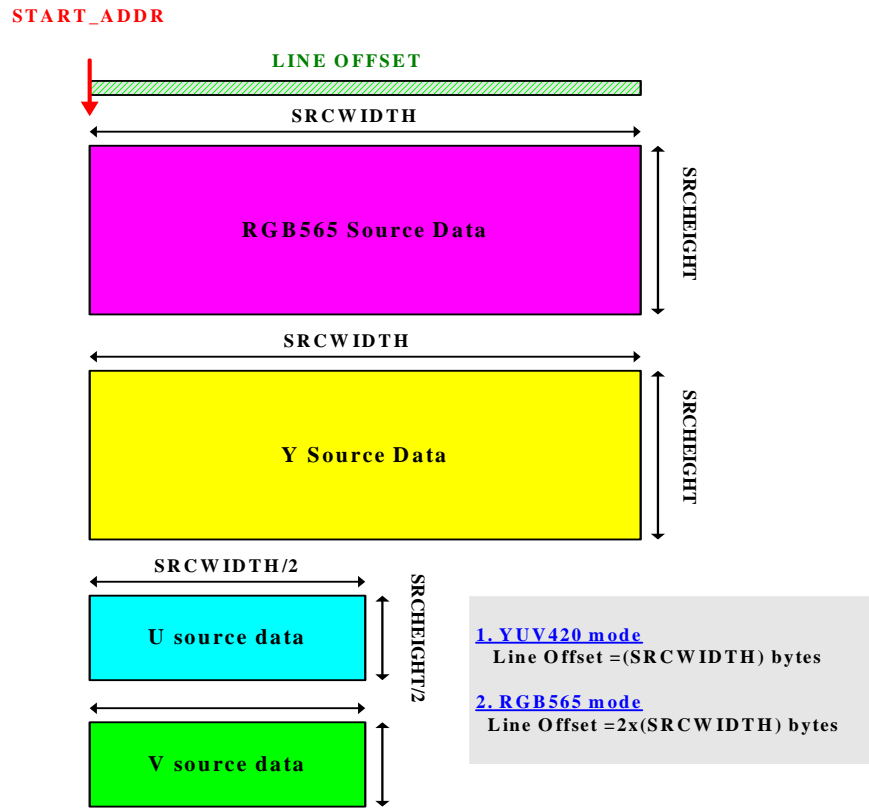 START_ADDR
LINE OFFSET
SRCWIDTH
RGB565 Source Data
SRCHEIGHT
SRCWIDTH
Y Source Data
SRCHEIGHT
SRCWIDTH/2
U source data
SRCHEIGHT/2
V source data
1. YUV420 mode
Line Offset =(SRCWIDTH) bytes
2. RGB565 mode
Line Offset =2x(SRCWIDTH) bytes